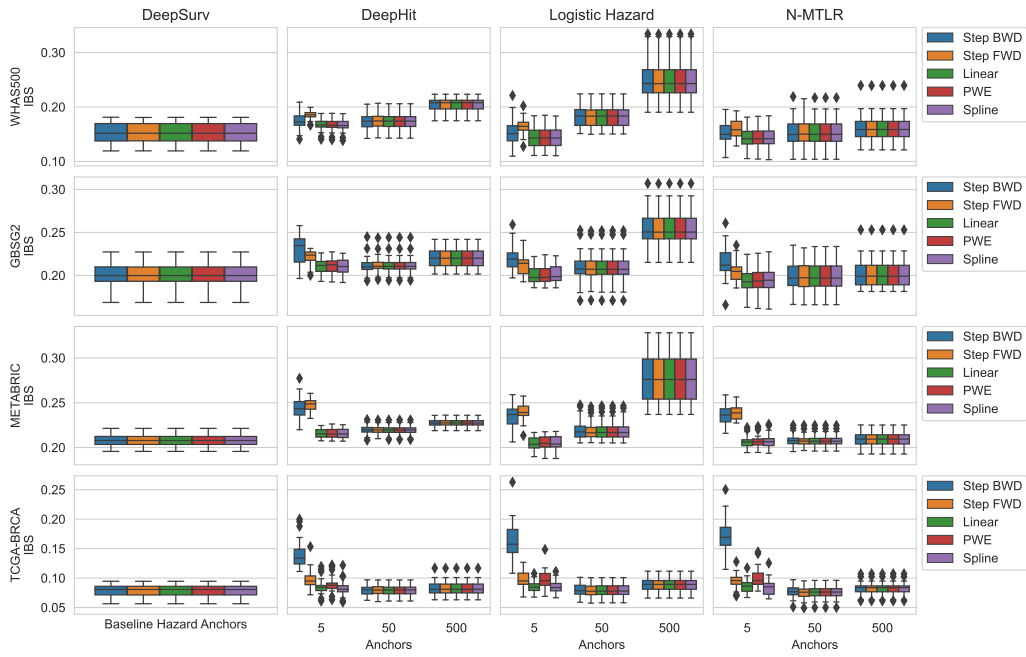 DeepSurv DeepHit Logistic Hazard N-MTLR
WHAS500
IBS
0.30
0.20
0.10
Step BWD
Step FWD
Linear
PWE
Spline
GBSG2
IBS
0.30
0.25
0.20
Step BWD
Step FWD
Linear
PWE
Spline
METABRIC
IBS
0.30
0.25
0.20
Step BWD
Step FWD
Linear
PWE
Spline
TCGA-BRCA
IBS
0.25
0.20
0.15
0.10
0.05
Step BWD
Step FWD
Linear
PWE
Spline
Baseline Hazard Anchors 5 50 500 5 50 500 5 50 500
Anchors Anchors Anchors